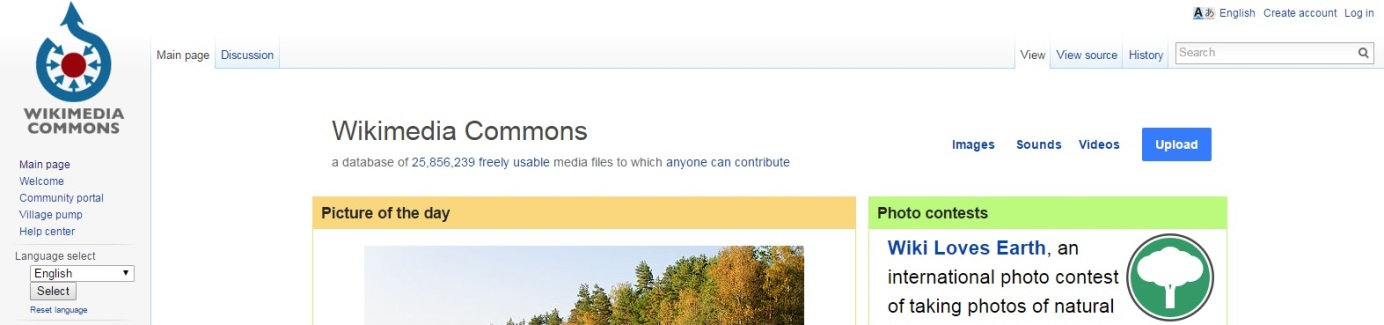 Aあ English Create account Log in
WIKIMEDIA
COMMONS
Main page Discussion
View View source History Search
Wikimedia Commons
a database of 25,856,239 freely usable media files to which anyone can contribute
Images Sounds Videos Upload
Main page
Welcome
Community portal
Village pump
Help center
Language select
English
Select
Reset language
Picture of the day
Photo contests
Wiki Loves Earth, an
international photo contest
of taking photos of natural